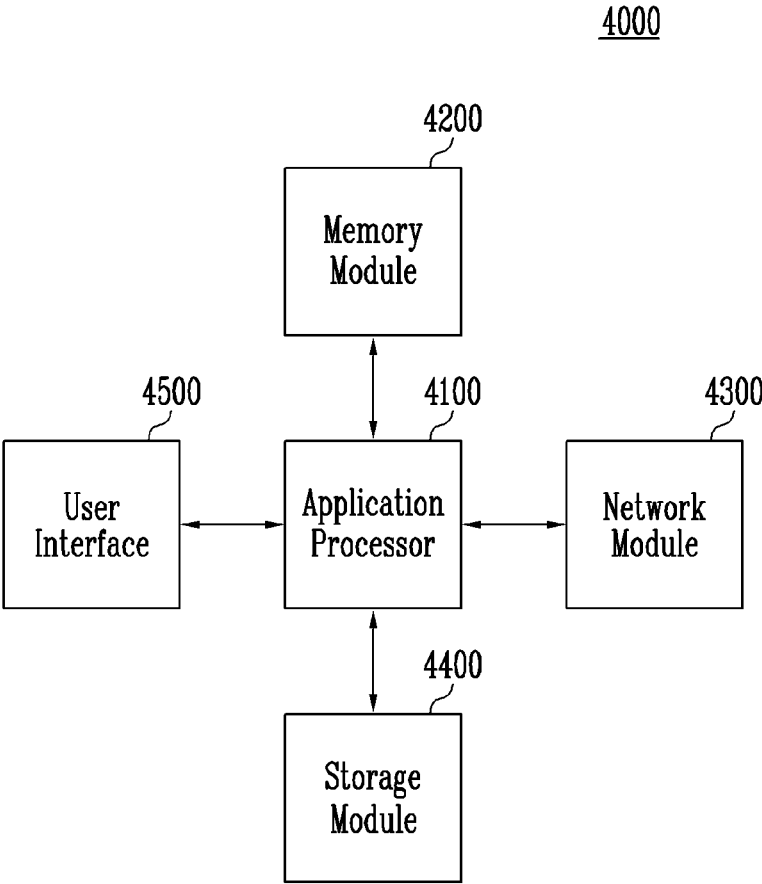 4000
4200
Memory
Module
4500
4100
4300
User
Interface
Application
Processor
Network
Module
4400
Storage
Module